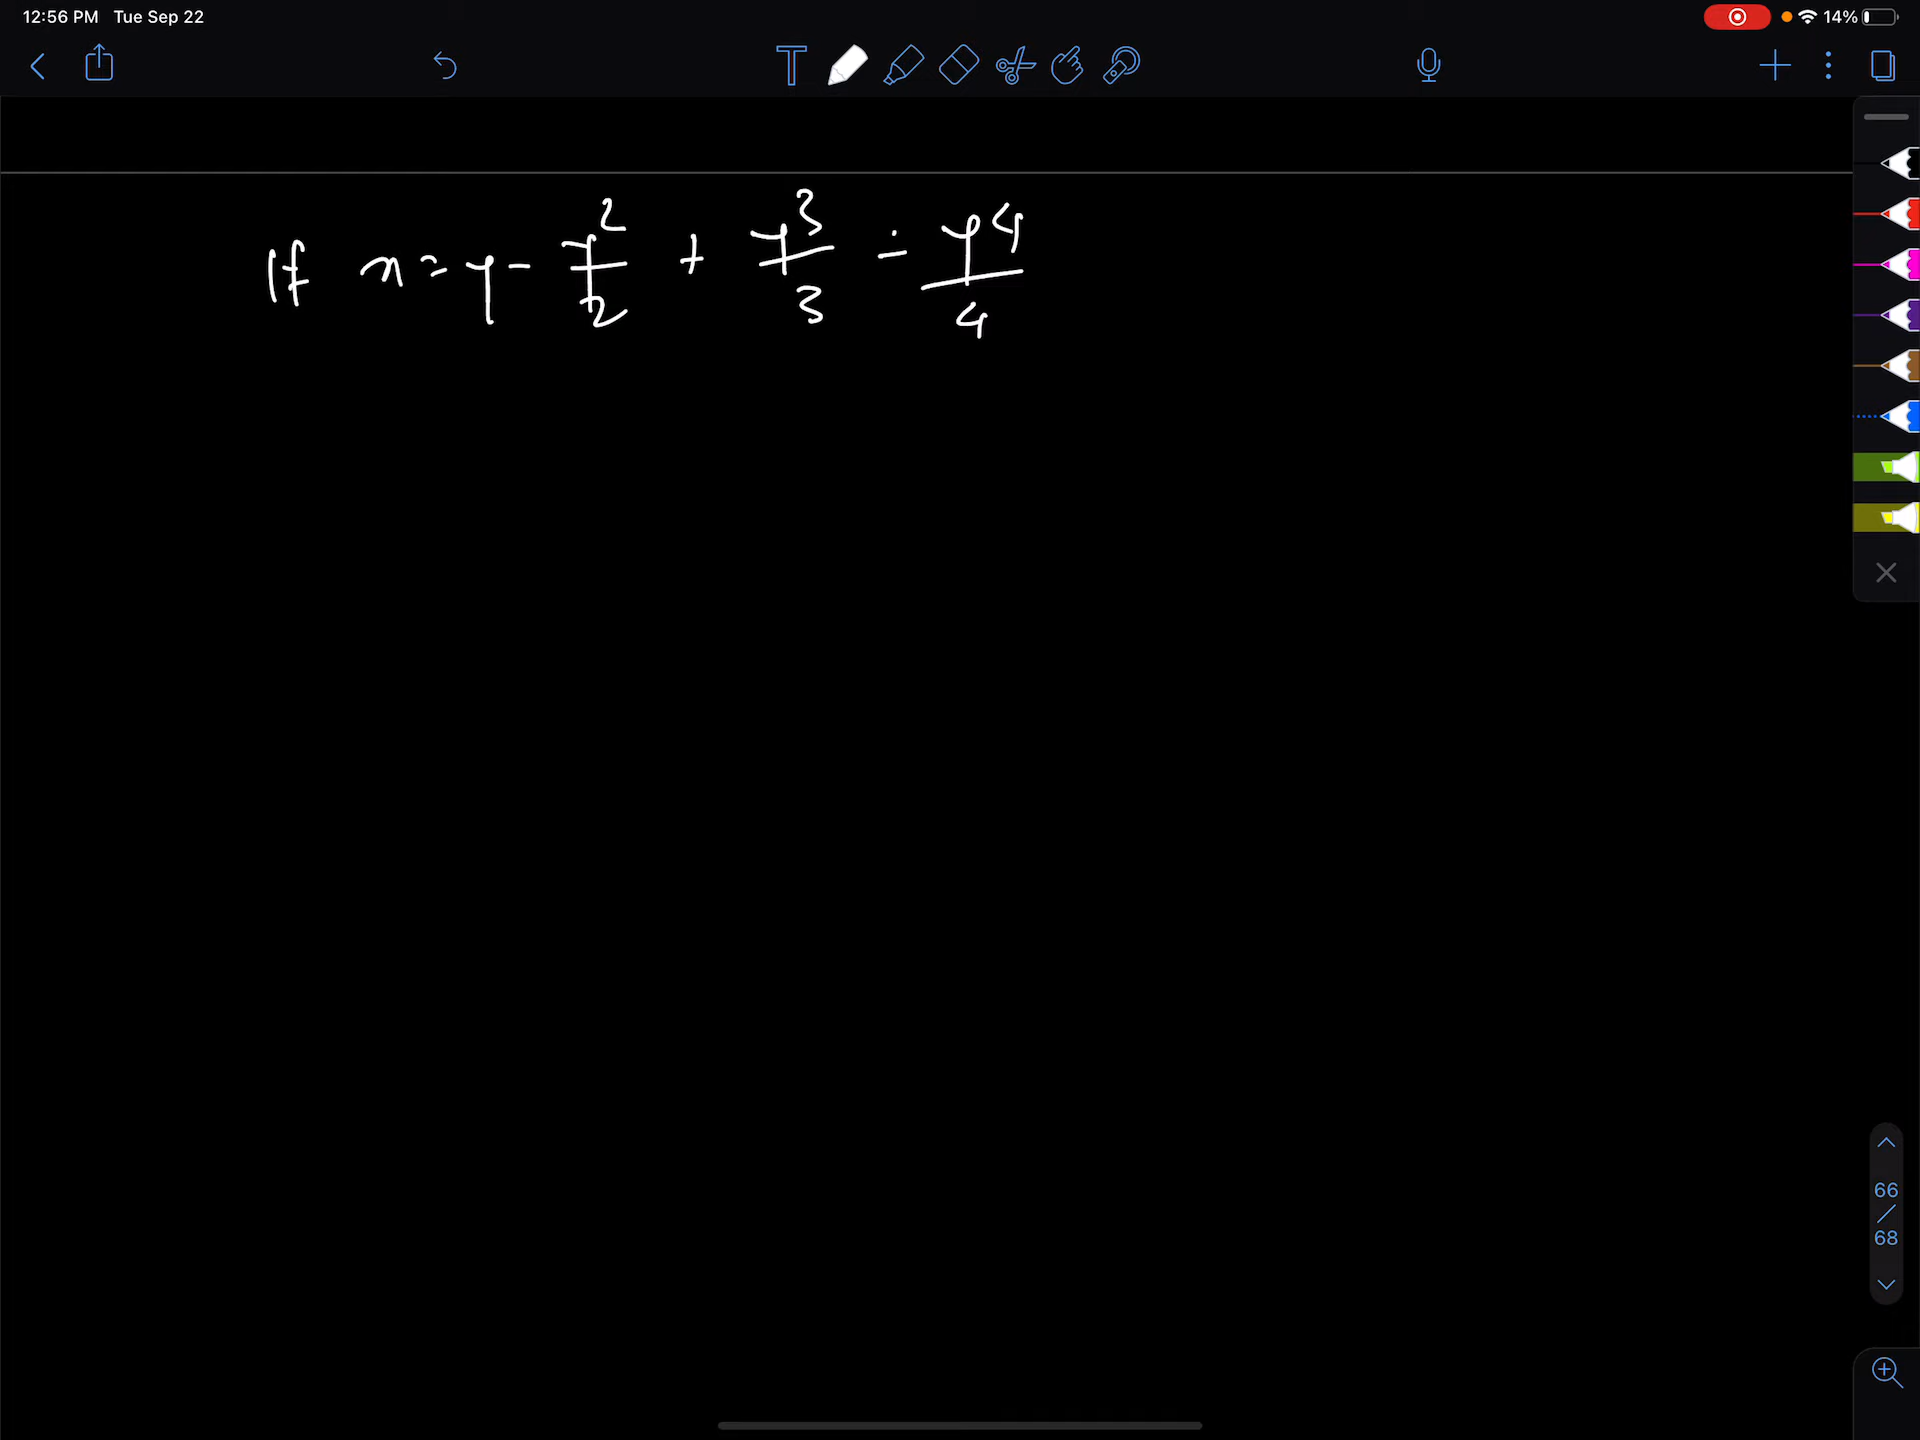 12:56 PM Tue Sep 22 14%
If x = y - y²/2 + y³/3 - y⁴/4
66
/
68